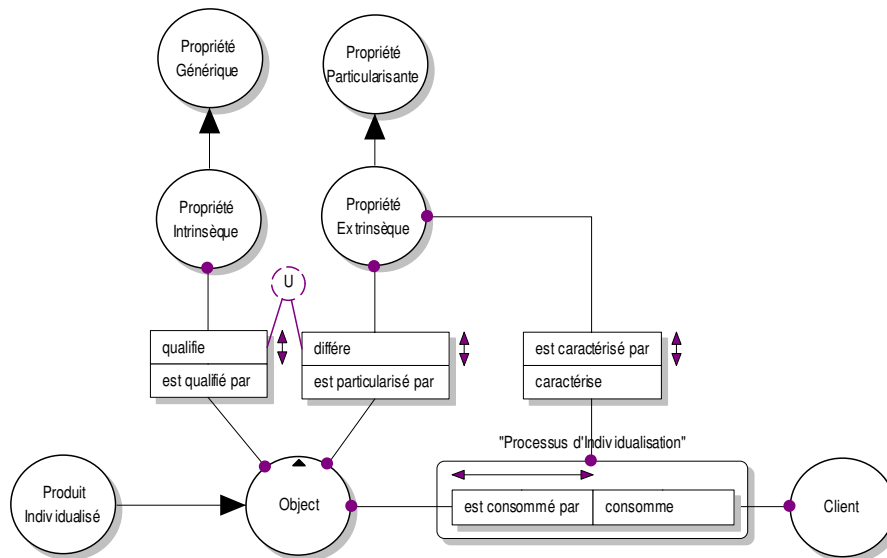 Propriété
Générique
Propriété
Particularisante
Propriété
Intrinsèque
Propriété
Extrinsèque
U
qualifie
est qualifié par
différe
est particularisé par
est caractérisé par
caractérise
"Processus d'Individualisation"
Produit
Individualisé
Object
est consommé par
consomme
Client